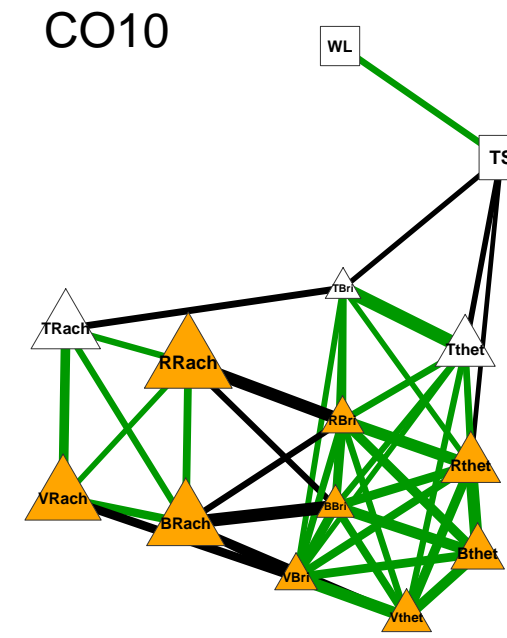 CO10
WL
TS
TBri
TRach
Tthet
RRach
RBri
Rthet
VRach
BRach
BBri
Bthet
VBri
Vthet